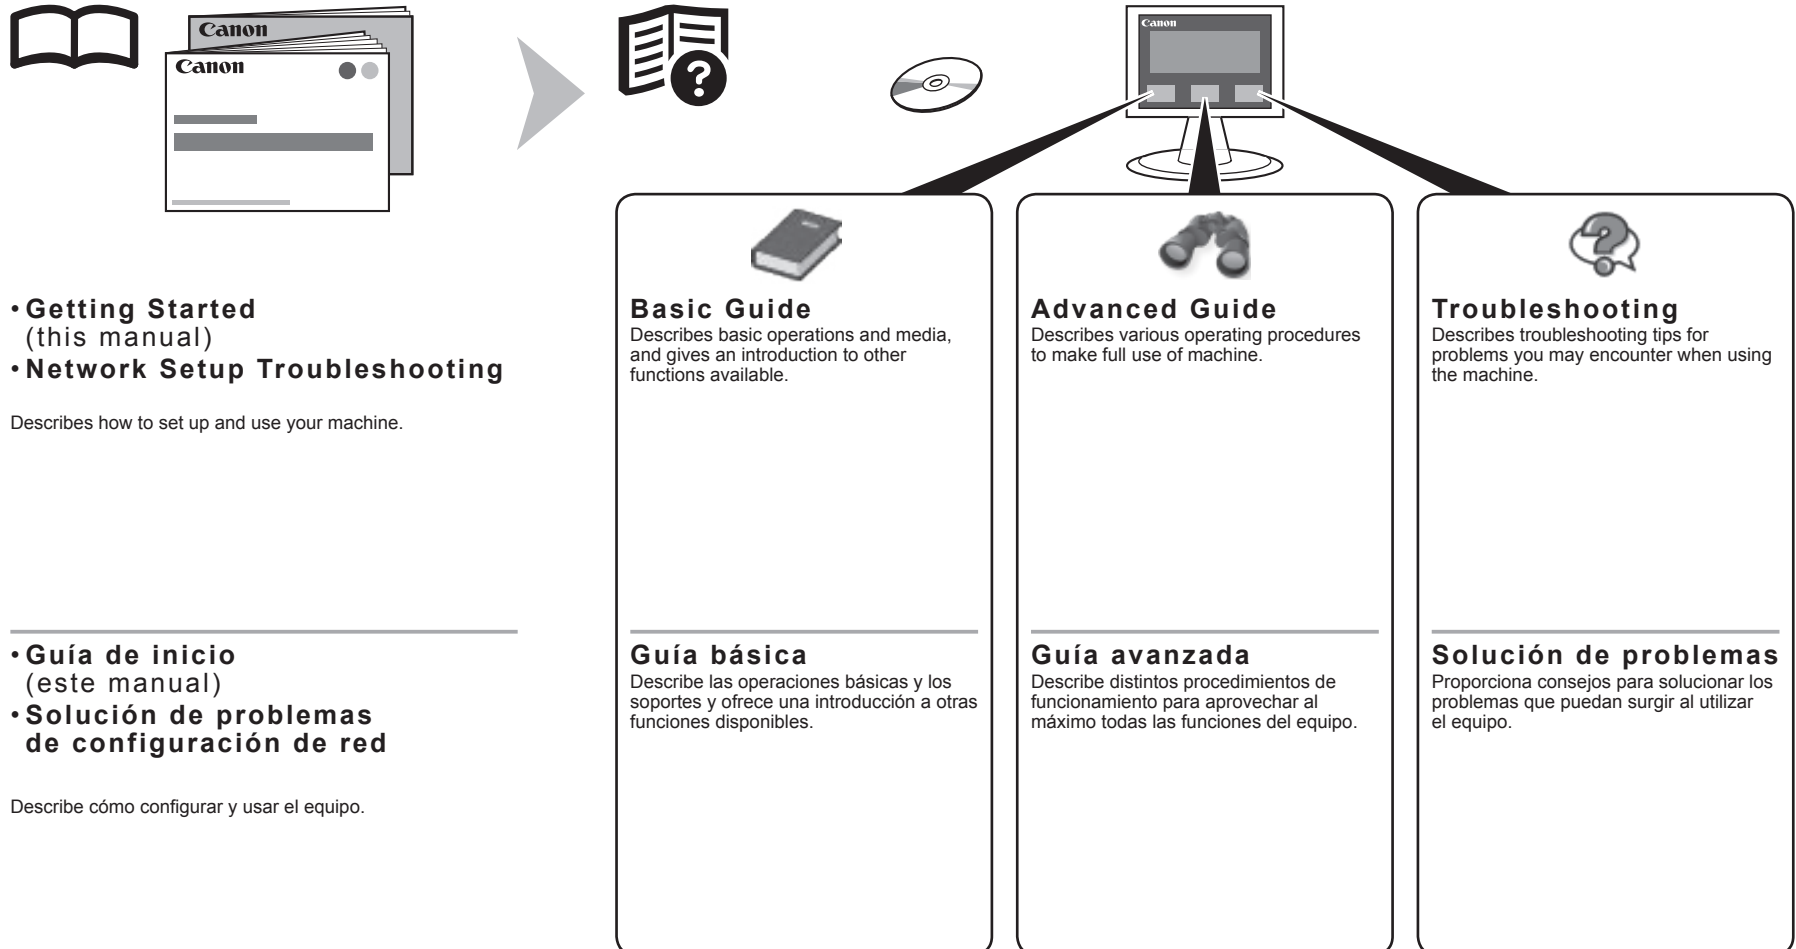 Canon
Canon
Canon
• Getting Started
(this manual)
• Network Setup Troubleshooting
Describes how to set up and use your machine.
Basic Guide
Describes basic operations and media,
and gives an introduction to other
functions available.
Advanced Guide
Describes various operating procedures
to make full use of machine.
Troubleshooting
Describes troubleshooting tips for
problems you may encounter when using
the machine.
• Guía de inicio
(este manual)
• Solución de problemas
de configuración de red
Describe cómo configurar y usar el equipo.
Guía básica
Describe las operaciones básicas y los
soportes y ofrece una introducción a otras
funciones disponibles.
Guía avanzada
Describe distintos procedimientos de
funcionamiento para aprovechar al
máximo todas las funciones del equipo.
Solución de problemas
Proporciona consejos para solucionar los
problemas que puedan surgir al utilizar
el equipo.